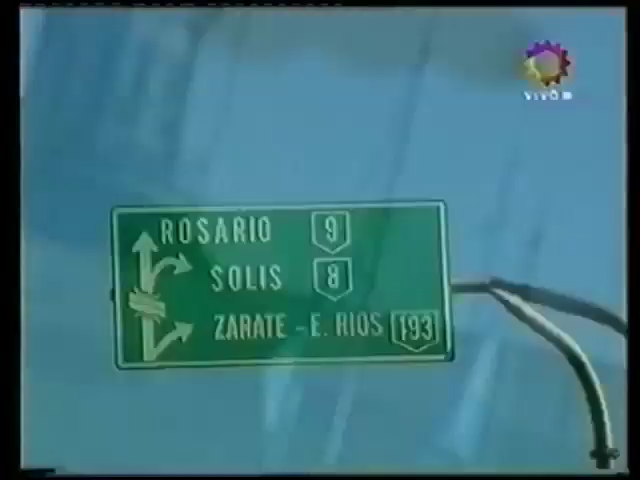 VIVO
ROSARIO 9
SOLIS 8
ZARATE - E. RIOS 193